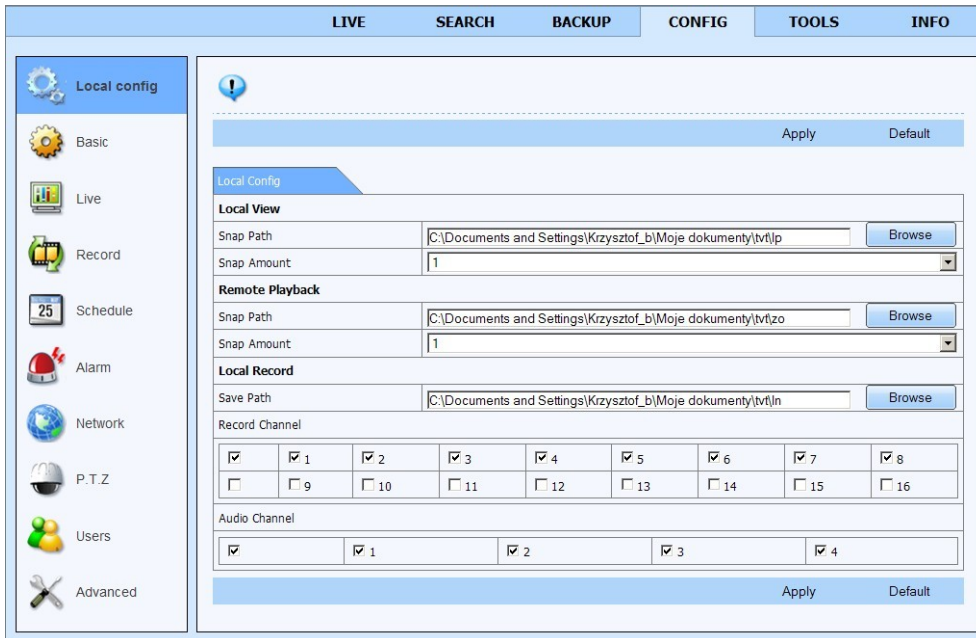 LIVE SEARCH BACKUP CONFIG TOOLS INFO
Local config
Basic
Live
Record
25 Schedule
Alarm
Network
P.T.Z
Users
Advanced
Apply Default
Local Config
Local View
Snap Path C:\Documents and Settings\Krzysztof_b\Moje dokumenty\tvt\lp Browse
Snap Amount 1
Remote Playback
Snap Path C:\Documents and Settings\Krzysztof_b\Moje dokumenty\tvt\zo Browse
Snap Amount 1
Local Record
Save Path C:\Documents and Settings\Krzysztof_b\Moje dokumenty\tvt\ln Browse
Record Channel
1 2 3 4 5 6 7 8
9 10 11 12 13 14 15 16
Audio Channel
1 2 3 4
Apply Default